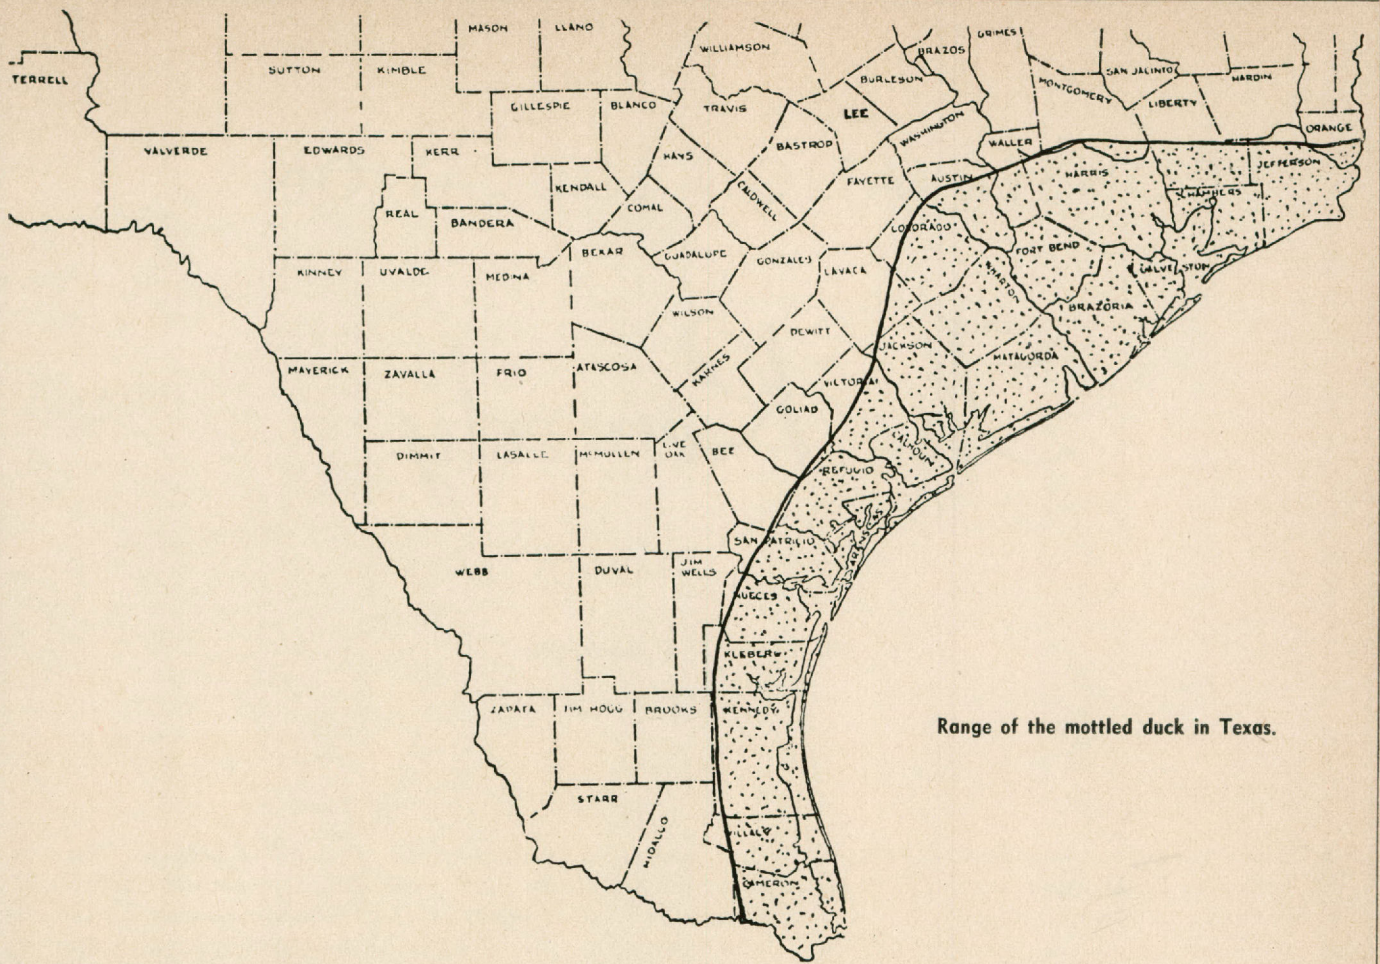 MASON
LLANO
WILLIAMSON
BRAZOS
GRIMES
TERRELL
SUTTON
KIMBLE
BURLESON
SAN JACINTO
HARDIN
MONTGOMERY
LIBERTY
GILLESPIE
BLANCO
TRAVIS
LEE
WASHINGTON
ORANGE
VALVERDE
EDWARDS
KERR
HAYS
BASTROP
WALLER
JEFFERSON
KENDALL
CALDWELL
FAYETTE
AUSTIN
HARRIS
CHAMBERS
REAL
BANDERA
COMAL
COLORADO
BEXAR
GUADALUPE
GONZALES
LAVACA
FORT BEND
GALVESTON
KINNEY
UVALDE
MEDINA
WHARTON
BRAZORIA
WILSON
DEWITT
JACKSON
MATAGORDA
MAVERICK
ZAVALLA
FRIO
ATASCOSA
KARNES
VICTORIA
GOLIAD
DIMMIT
LASALLE
McMULLEN
LIVE
OAK
BEE
CALHOUN
REFUGIO
ARANSAS
SAN PATRICIO
WEBB
DUVAL
JIM
WELLS
NUECES
KLEBERG
ZAPATA
JIM HOGG
BROOKS
KENNEDY
Range of the mottled duck in Texas.
STARR
HIDALLO
WILLALY
CAMERON